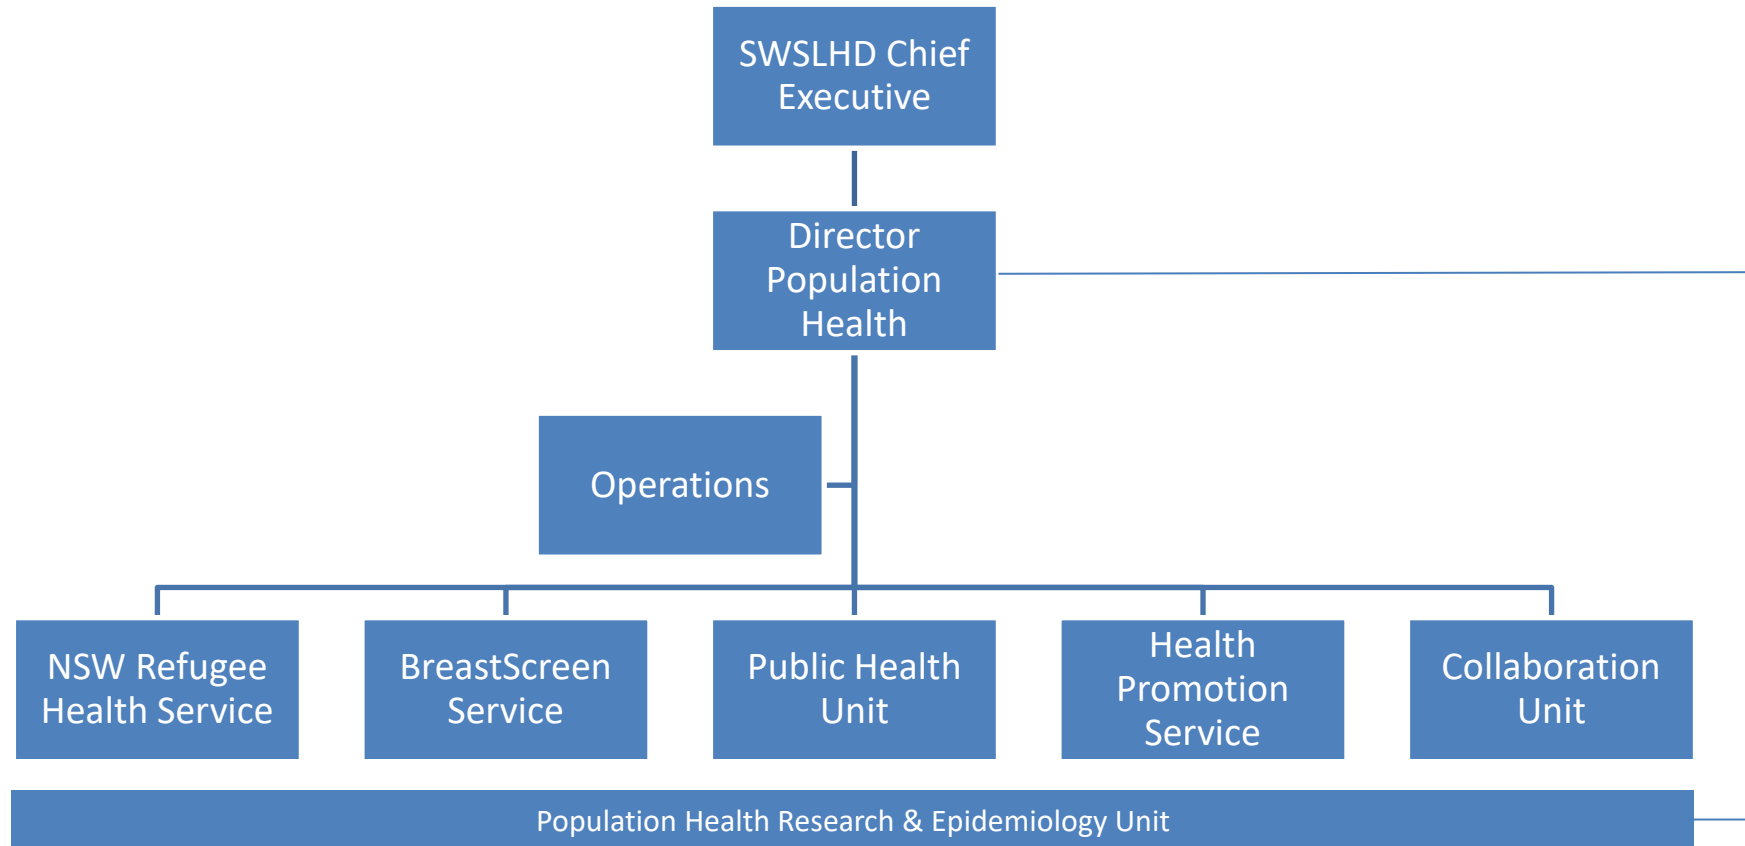 SWSLHD Chief
Executive
Director
Population
Health
Operations
NSW Refugee
Health Service
BreastScreen
Service
Public Health
Unit
Health
Promotion
Service
Collaboration
Unit
Population Health Research & Epidemiology Unit